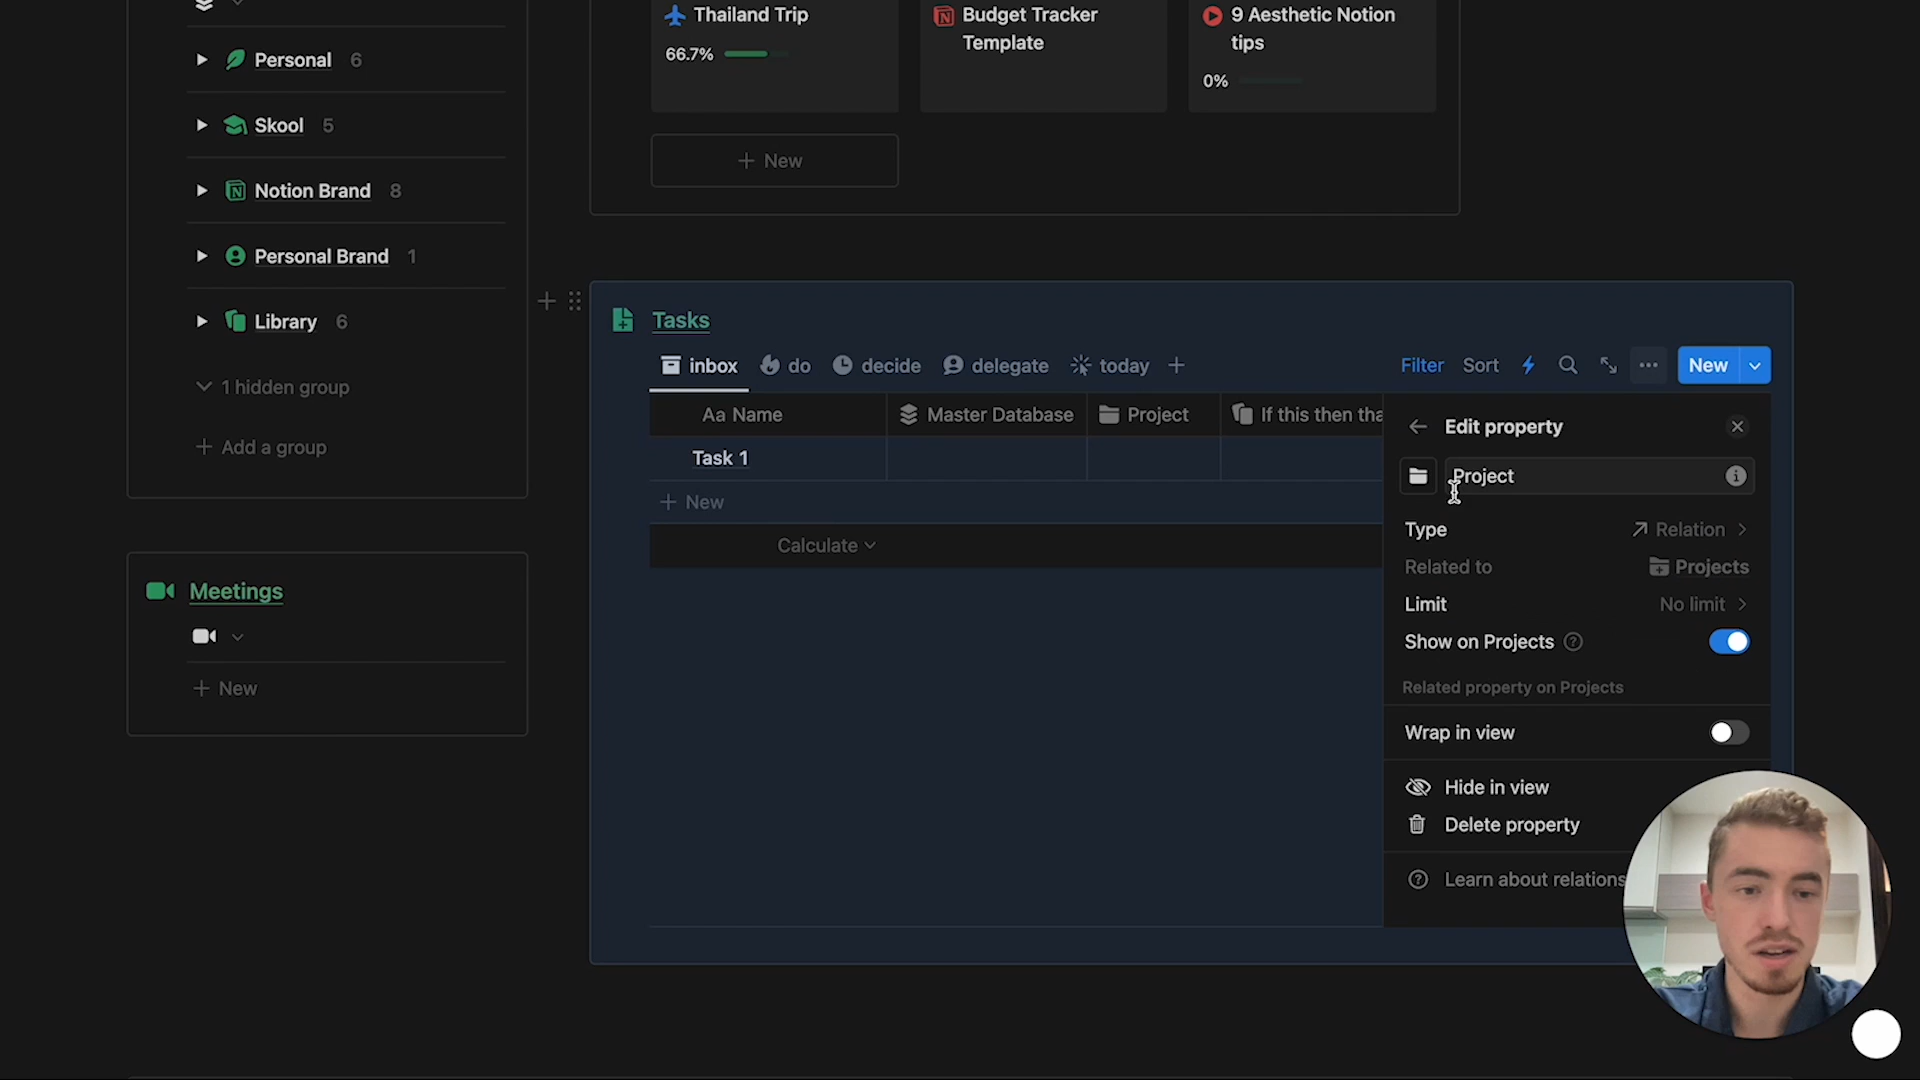 Personal 6
Skool 5
Notion Brand 8
Personal Brand 1
Library 6
1 hidden group
+ Add a group
Meetings
+ New
Thailand Trip
66.7%
Budget Tracker
Template
9 Aesthetic Notion
tips
0%
+ New
Tasks
inbox do decide delegate today +
Filter Sort New
Aa Name Master Database Project If this then tha
Task 1
+ New
Calculate
Edit property
Project
Type Relation
Related to Projects
Limit No limit
Show on Projects
Related property on Projects
Wrap in view
Hide in view
Delete property
Learn about relations